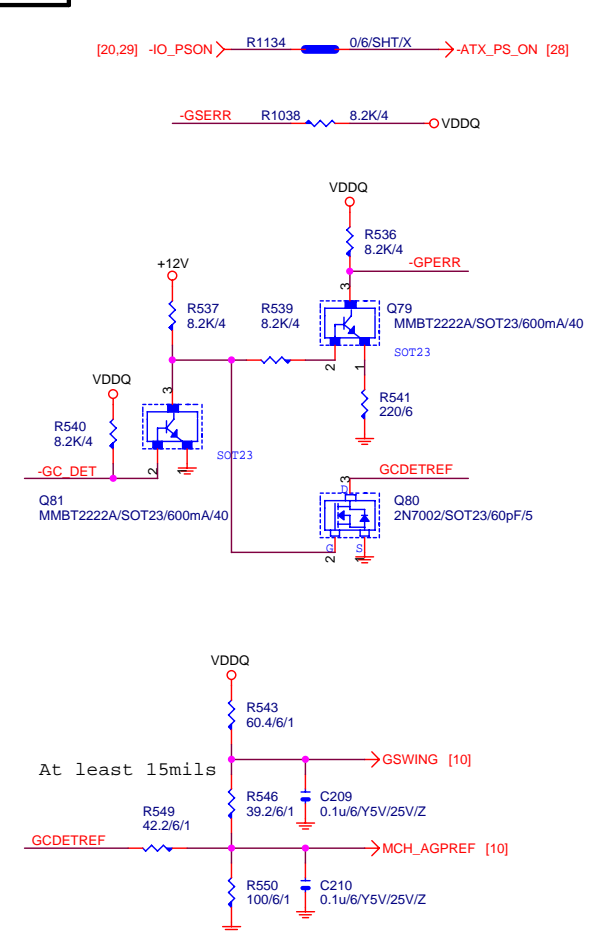 [20,29] -IO_PSON R1134 0/6/SHT/X -ATX_PS_ON [28]
-GSERR R1038 8.2K/4 VDDQ
VDDQ
R536
8.2K/4
-GPERR
+12V
R537
8.2K/4
R539
8.2K/4
3
Q79
MMBT2222A/SOT23/600mA/40
SOT23
2
1
VDDQ
R540
8.2K/4
3
SOT23
R541
220/6
-GC_DET
2
1
Q81
MMBT2222A/SOT23/600mA/40
GCDETREF
3
D
Q80
2N7002/SOT23/60pF/5
G
S
2
1
VDDQ
R543
60.4/6/1
GSWING [10]
At least 15mils
R546
39.2/6/1
C209
0.1u/6/Y5V/25V/Z
R549
42.2/6/1
GCDETREF
MCH_AGPREF [10]
R550
100/6/1
C210
0.1u/6/Y5V/25V/Z